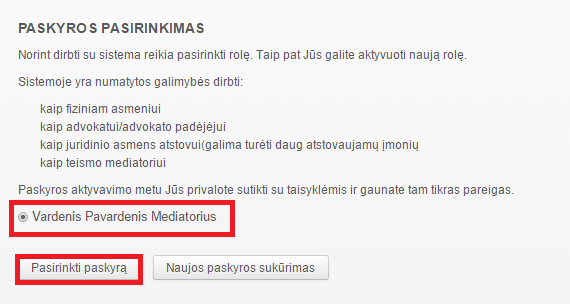 PASKYROS PASIRINKIMAS
Norint dirbti su sistema reikia pasirinkti rolę. Taip pat Jūs galite aktyvuoti naują rolę.
Sistemoje yra numatytos galimybės dirbti:
kaip fiziniam asmeniui
kaip advokatui/advokato padėjėjui
kaip juridinio asmens atstovui(galima turėti daug atstovaujamų įmonių
kaip teismo mediatoriui
Paskyros aktyvavimo metu Jūs privalote sutikti su taisyklėmis ir gaunate tam tikras pareigas.
Vardenis Pavardenis Mediatorius
Pasirinkti paskyrą Naujos paskyros sukūrimas